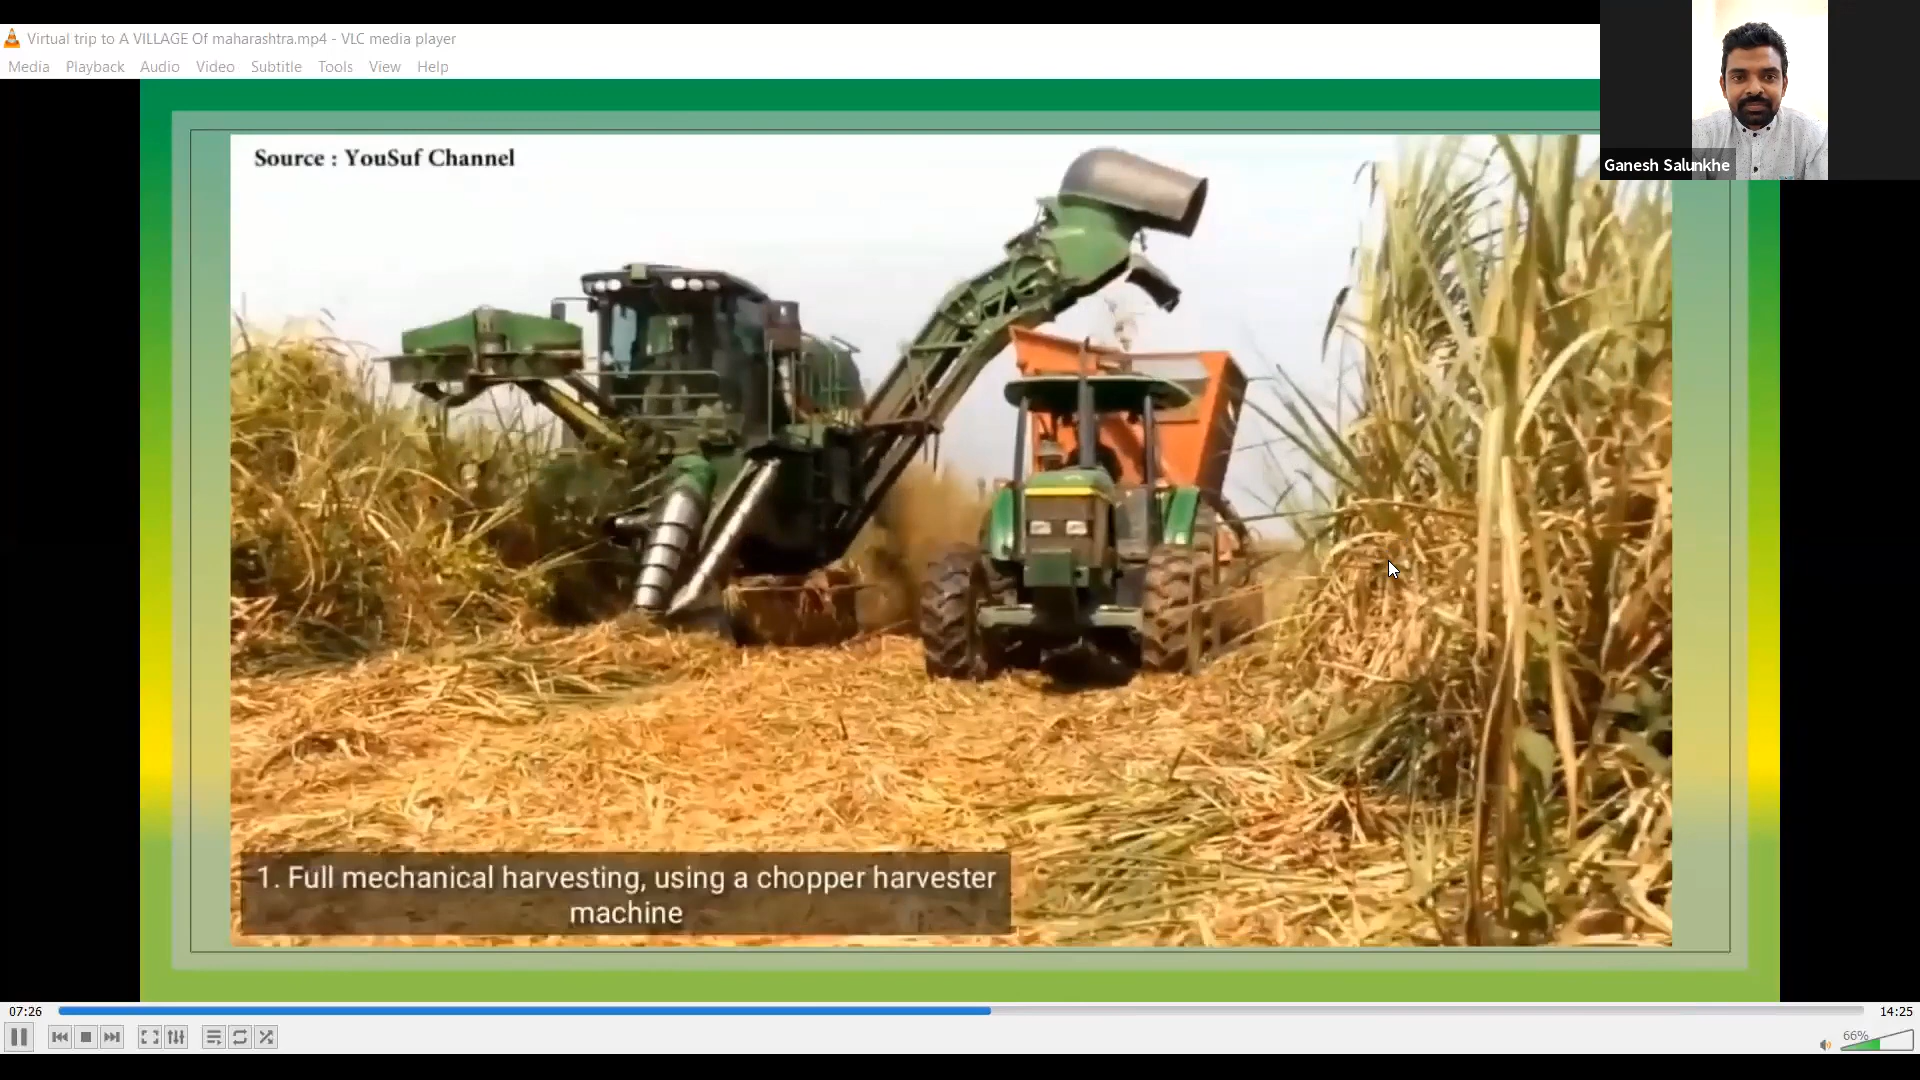 Virtual trip to A VILLAGE Of maharashtra.mp4 - VLC media player
Media Playback Audio Video Subtitle Tools View Help
Ganesh Salunkhe
Source : YouSuf Channel
1. Full mechanical harvesting, using a chopper harvester
machine
07:26
14:25
66%